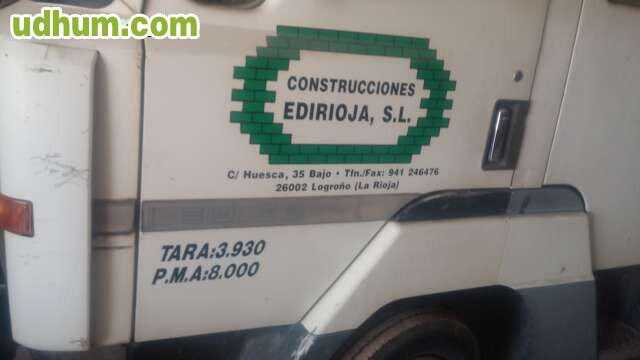 udhum.com
CONSTRUCCIONES
EDIRIOJA, S.L.
C/ Huesca, 35 Bajo • Tfn./Fax: 941 246476
26002 Logroño (La Rioja)
TARA:3.930
P.M.A:8.000